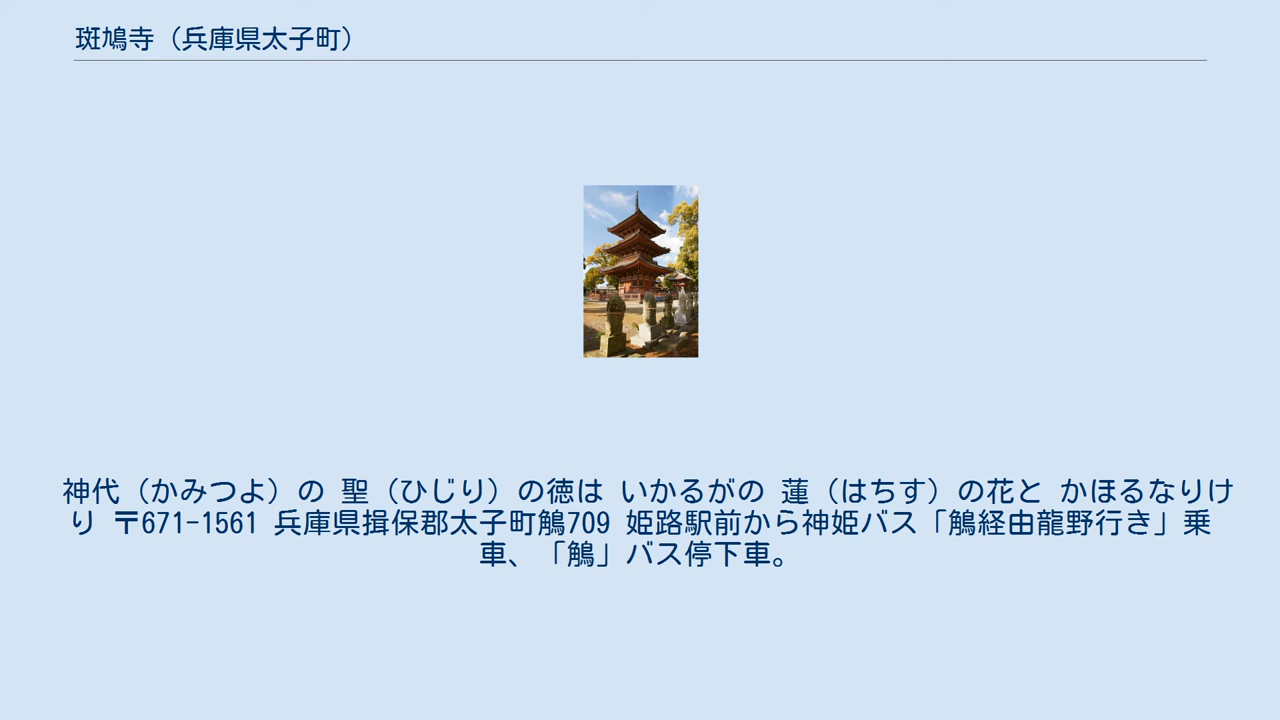 斑鳩寺（兵庫県太子町）
神代（かみつよ）の 聖（ひじり）の徳は いかるがの 蓮（はちす）の花と かほるなりけ
り 〒671-1561 兵庫県揖保郡太子町鵤709 姫路駅前から神姫バス「鵤経由龍野行き」乗
車、「鵤」バス停下車。